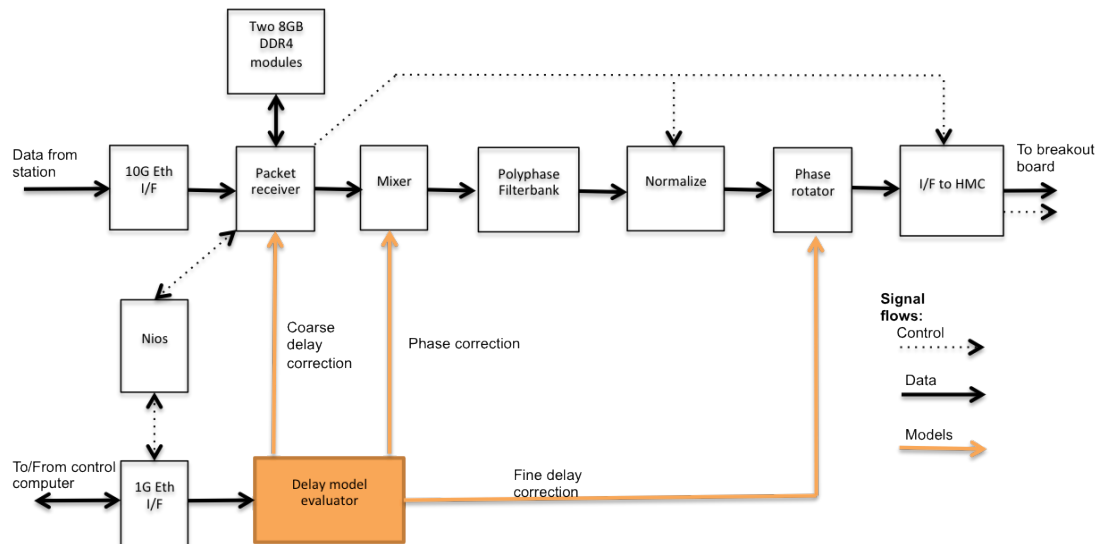 Two 8GB
DDR4
modules
Data from
station
10G Eth
I/F
Packet
receiver
Mixer
Polyphase
Filterbank
Normalize
Phase
rotator
I/F to HMC
To breakout
board
Nios
Coarse
delay
correction
Phase correction
Signal
flows:
Control
Data
Models
To/From control
computer
1G Eth
I/F
Delay model
evaluator
Fine delay
correction